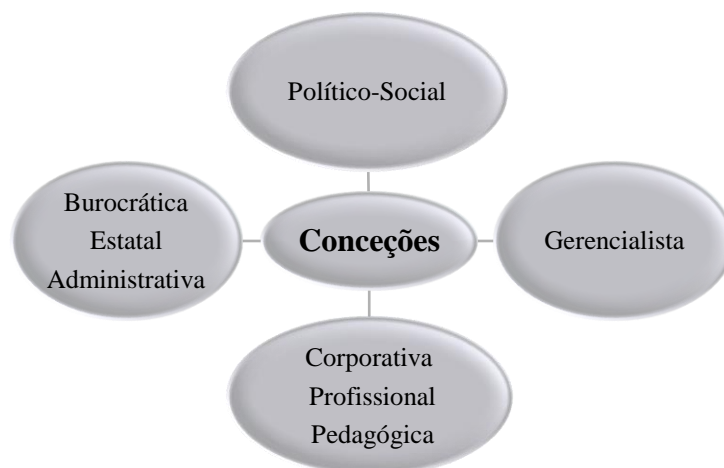 Político-Social
Burocrática
Estatal
Administrativa
Conceções
Gerencialista
Corporativa
Profissional
Pedagógica